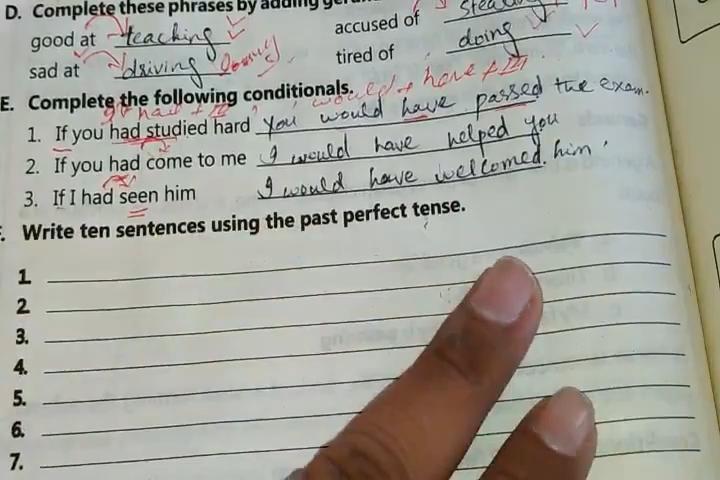 D. Complete these phrases by adding
good at teaching accused of
sad at driving tired of doing
E. Complete the following conditionals.
would + have + III
1. If you had studied hard you would have passed the exam.
2. If you had come to me I would have helped you
3. If I had seen him I would have welcomed him.
Write ten sentences using the past perfect tense.
1
2
3.
4.
5.
6.
7.